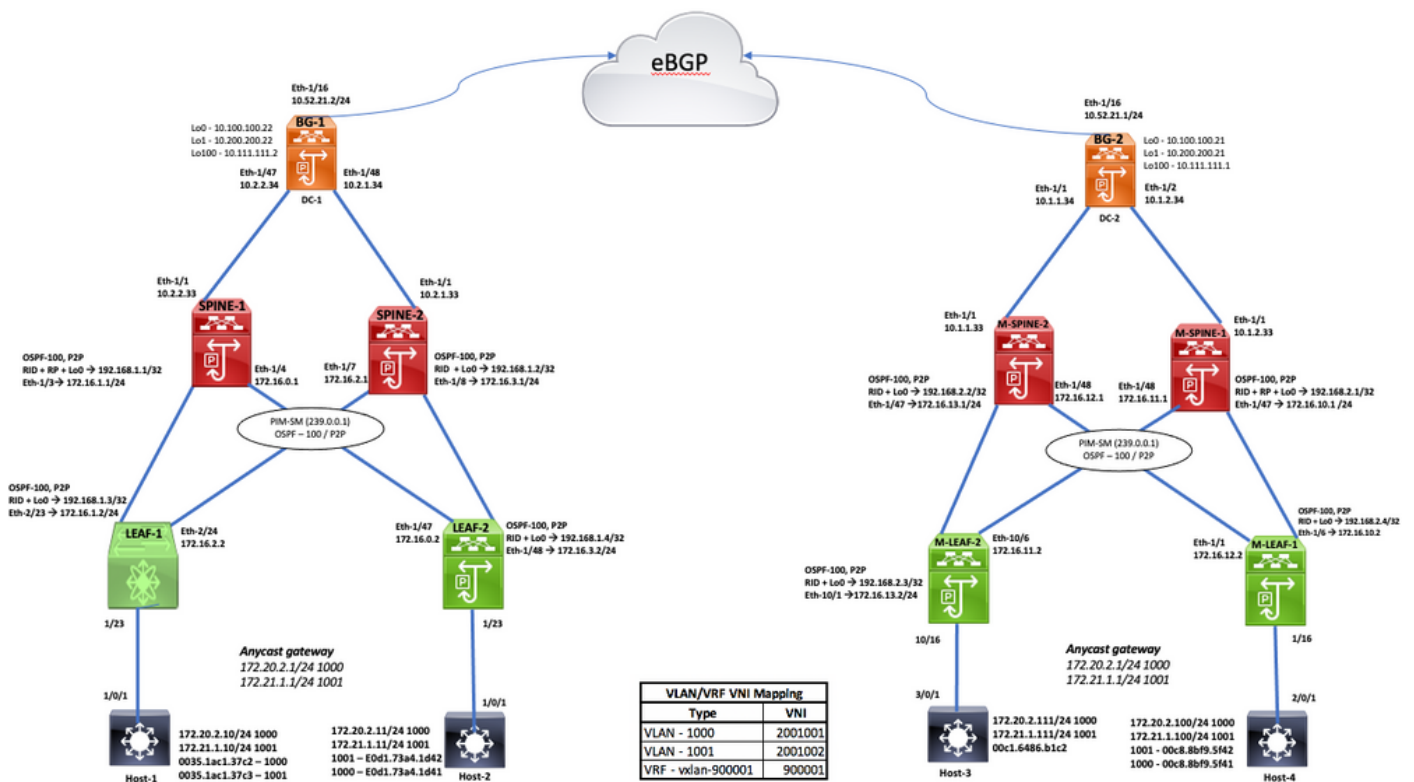 eBGP
Eth-1/16
10.52.21.2/24
BG-1
Lo0 - 10.100.100.22
Lo1 - 10.200.200.22
Lo100 - 10.111.111.2
Eth-1/47
10.2.2.34
Eth-1/48
10.2.1.34
DC-1
Eth-1/16
10.52.21.1/24
BG-2
Lo0 - 10.100.100.21
Lo1 - 10.200.200.21
Lo100 - 10.111.111.1
Eth-1/1
10.1.1.34
Eth-1/2
10.1.2.34
DC-2
Eth-1/1
10.2.2.33
SPINE-1
Eth-1/1
10.2.1.33
SPINE-2
OSPF-100, P2P
RID + RP + Lo0 → 192.168.1.1/32
Eth-1/3→ 172.16.1.1/24
Eth-1/4
172.16.0.1
Eth-1/7
172.16.2.1
OSPF-100, P2P
RID + Lo0 → 192.168.1.2/32
Eth-1/8 → 172.16.3.1/24
PIM-SM (239.0.0.1)
OSPF – 100 / P2P
Eth-1/1
10.1.1.33
M-SPINE-2
Eth-1/1
10.1.2.33
M-SPINE-1
OSPF-100, P2P
RID + Lo0 → 192.168.2.2/32
Eth-1/47 →172.16.13.1/24
Eth-1/48
172.16.12.1
Eth-1/48
172.16.11.1
OSPF-100, P2P
RID + RP + Lo0 → 192.168.2.1/32
Eth-1/47 → 172.16.10.1 /24
PIM-SM (239.0.0.1)
OSPF – 100 / P2P
OSPF-100, P2P
RID + Lo0 → 192.168.1.3/32
Eth-2/23 → 172.16.1.2/24
LEAF-1
Eth-2/24
172.16.2.2
Eth-1/47
172.16.0.2
LEAF-2
OSPF-100, P2P
RID + Lo0 → 192.168.1.4/32
Eth-1/48 → 172.16.3.2/24
OSPF-100, P2P
RID + Lo0 → 192.168.2.3/32
Eth-10/1 →172.16.13.2/24
M-LEAF-2
Eth-10/6
172.16.11.2
Eth-1/1
172.16.12.2
M-LEAF-1
OSPF-100, P2P
RID + Lo0 → 192.168.2.4/32
Eth-1/6 → 172.16.10.2
1/23
1/23
Anycast gateway
172.20.2.1/24 1000
172.21.1.1/24 1001
10/16
1/16
Anycast gateway
172.20.2.1/24 1000
172.21.1.1/24 1001
1/0/1
Host-1
172.20.2.10/24 1000
172.21.1.10/24 1001
0035.1ac1.37c2 – 1000
0035.1ac1.37c3 – 1001
172.20.2.11/24 1000
172.21.1.11/24 1001
1001 – E0d1.73a4.1d42
1000 – E0d1.73a4.1d41
1/0/1
Host-2
VLAN/VRF VNI Mapping
Type VNI
VLAN - 1000 2001001
VLAN - 1001 2001002
VRF - vxlan-900001 900001
3/0/1
Host-3
172.20.2.111/24 1000
172.21.1.111/24 1001
00c1.6486.b1c2
172.20.2.100/24 1000
172.21.1.100/24 1001
1001 - 00c8.8bf9.5f42
1000 - 00c8.8bf9.5f41
2/0/1
Host-4